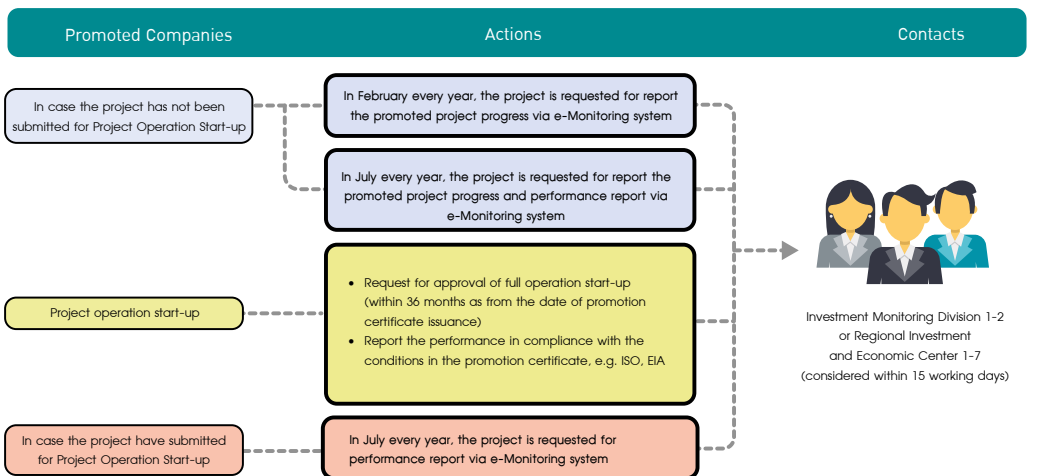 Promoted Companies
Actions
Contacts
In case the project has not been
submitted for Project Operation Start-up
In February every year, the project is requested for report
the promoted project progress via e-Monitoring system
In July every year, the project is requested for report the
promoted project progress and performance report via
e-Monitoring system
Project operation start-up
• Request for approval of full operation start-up
(within 36 months as from the date of promotion
certificate issuance)
• Report the performance in compliance with the
conditions in the promotion certificate, e.g. ISO, EIA
In case the project have submitted
for Project Operation Start-up
In July every year, the project is requested for
performance report via e-Monitoring system
Investment Monitoring Division 1-2
or Regional Investment
and Economic Center 1-7
(considered within 15 working days)